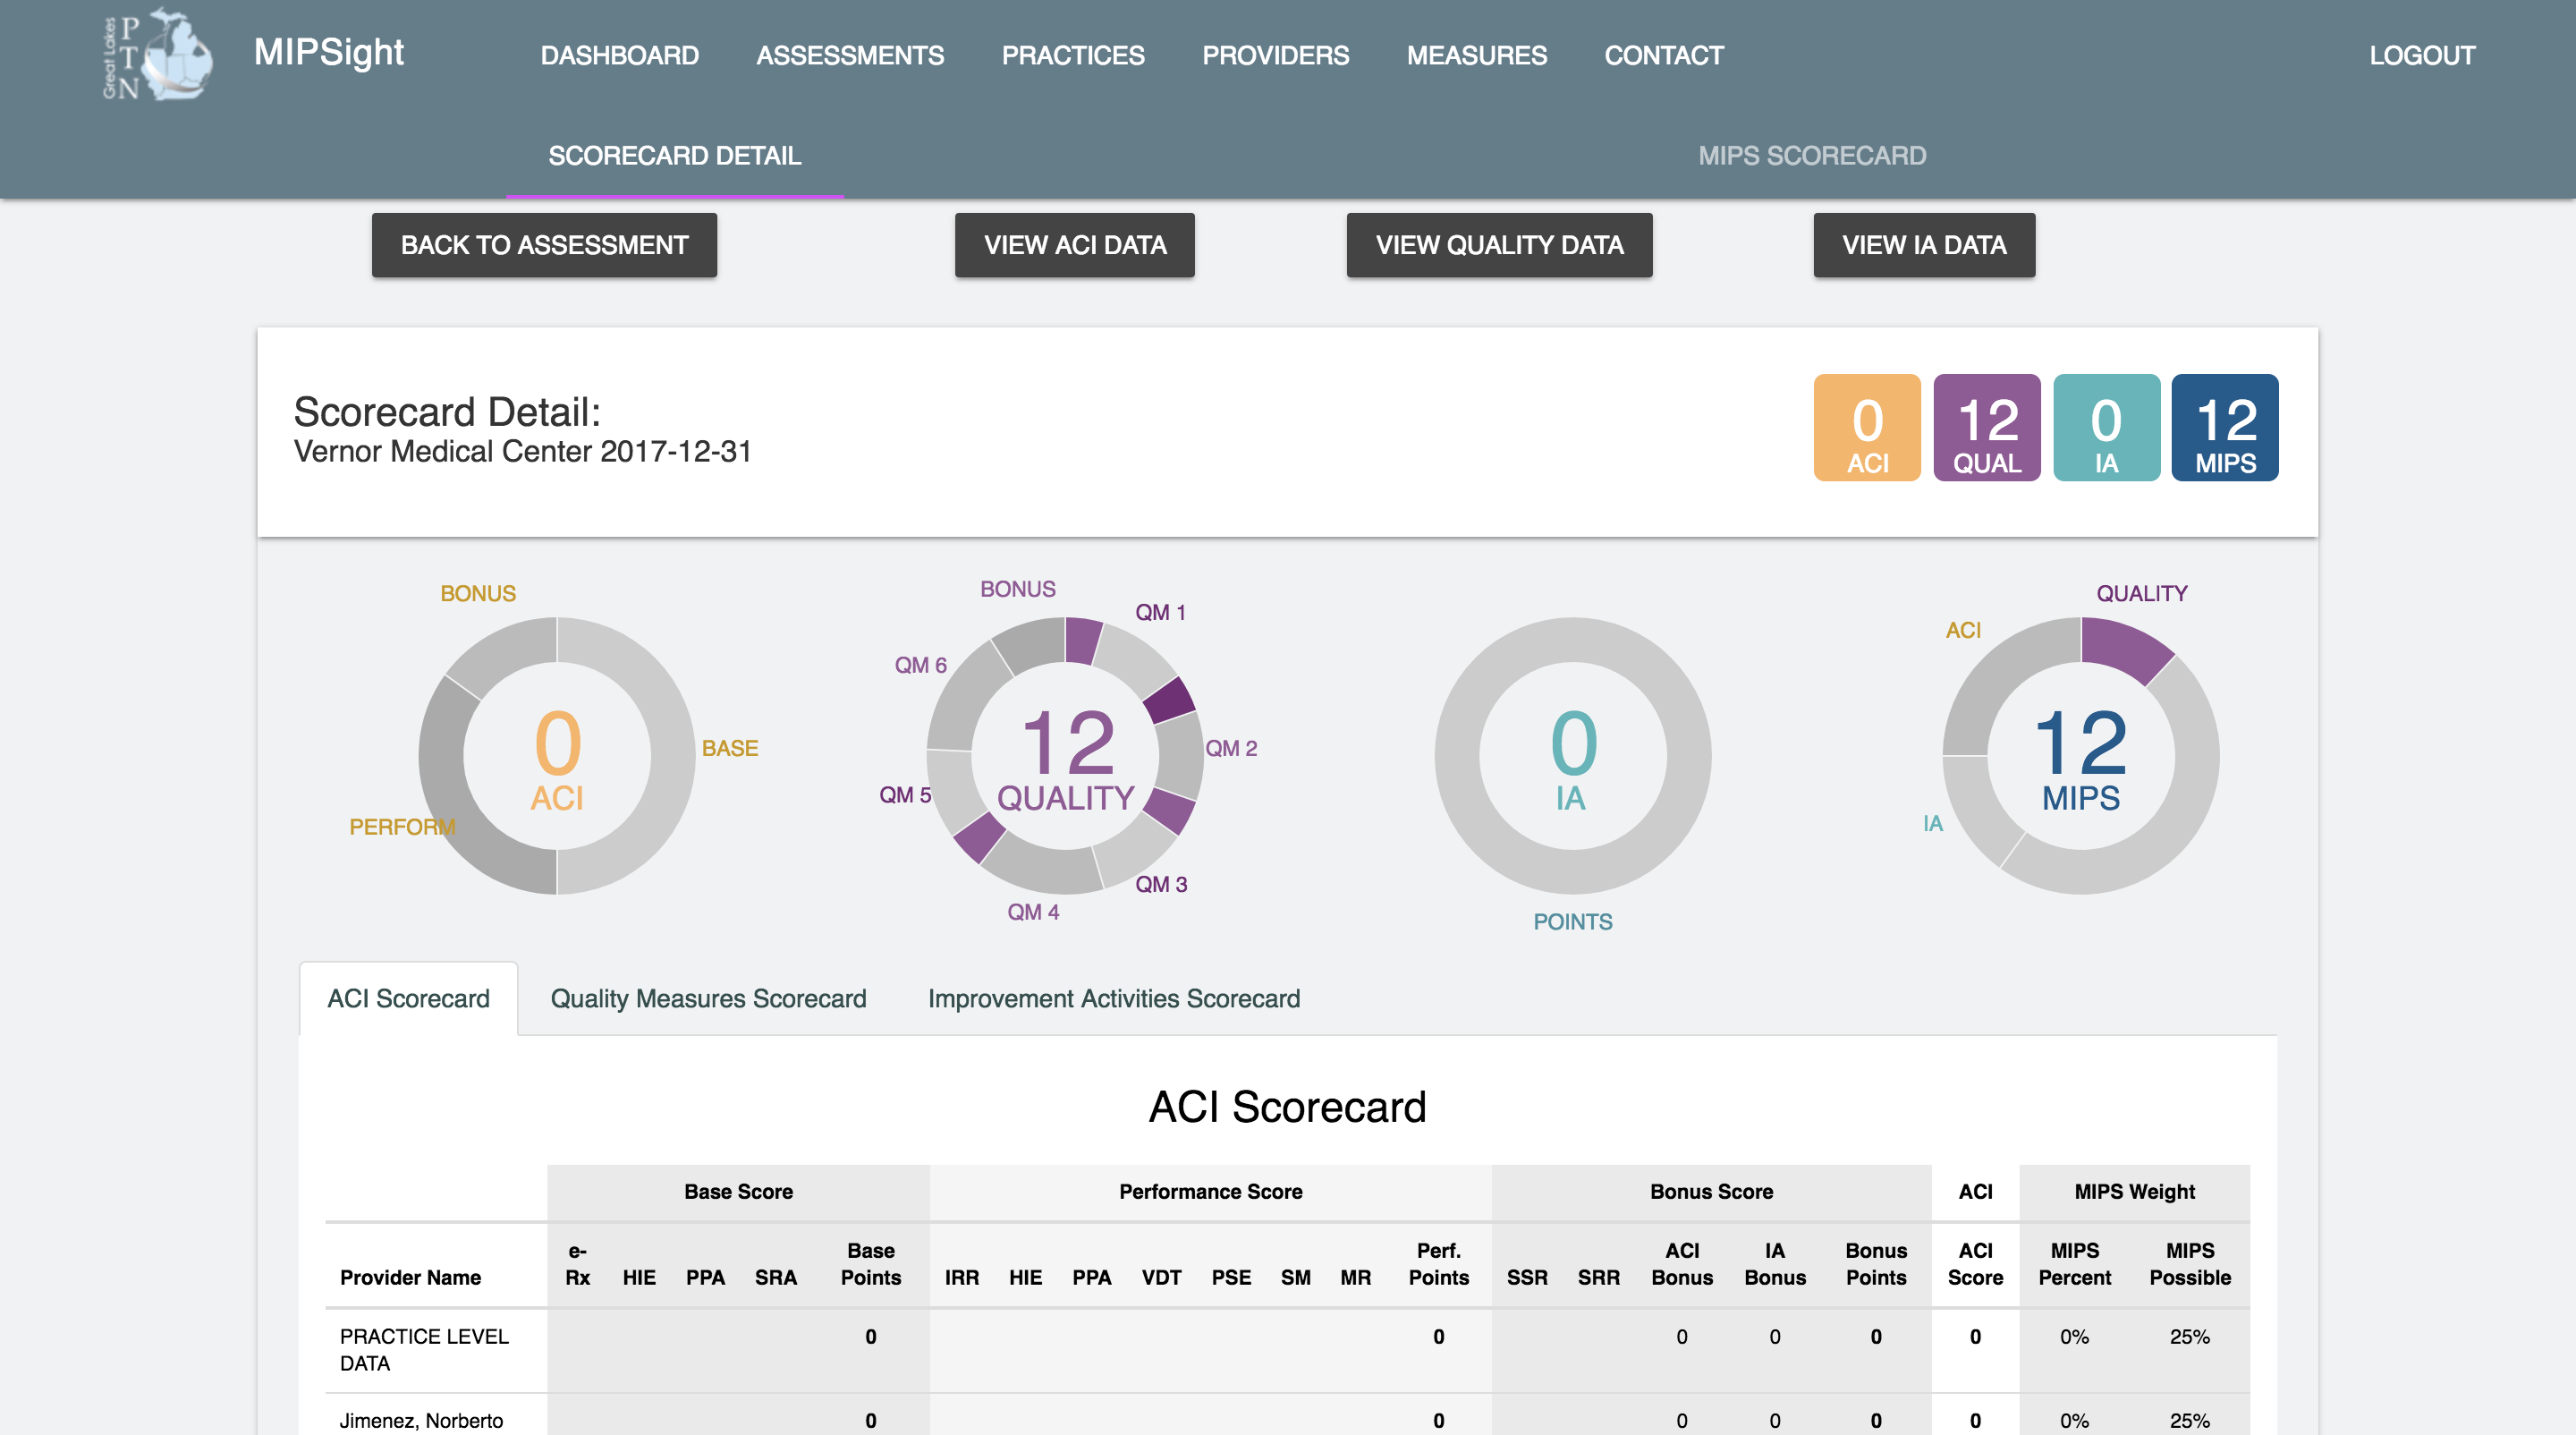 Great Lakes
PTN
MIPSight
DASHBOARD ASSESSMENTS PRACTICES PROVIDERS MEASURES CONTACT LOGOUT
SCORECARD DETAIL MIPS SCORECARD
BACK TO ASSESSMENT VIEW ACI DATA VIEW QUALITY DATA VIEW IA DATA
Scorecard Detail:
Vernor Medical Center 2017-12-31
0 ACI
12 QUAL
0 IA
12 MIPS
BONUS
BASE
PERFORM
0
ACI
BONUS
QM 1
QM 2
QM 3
QM 4
QM 5
QM 6
12
QUALITY
0
IA
POINTS
QUALITY
ACI
IA
12
MIPS
ACI Scorecard Quality Measures Scorecard Improvement Activities Scorecard
ACI Scorecard
Base Score Performance Score Bonus Score ACI MIPS Weight
Provider Name e-Rx HIE PPA SRA Base Points IRR HIE PPA VDT PSE SM MR Perf. Points SSR SRR ACI Bonus IA Bonus Bonus Points ACI Score MIPS Percent MIPS Possible
PRACTICE LEVEL DATA 0 0 0 0 0 0 0% 25%
Jimenez, Norberto 0 0 0 0 0 0 0% 25%